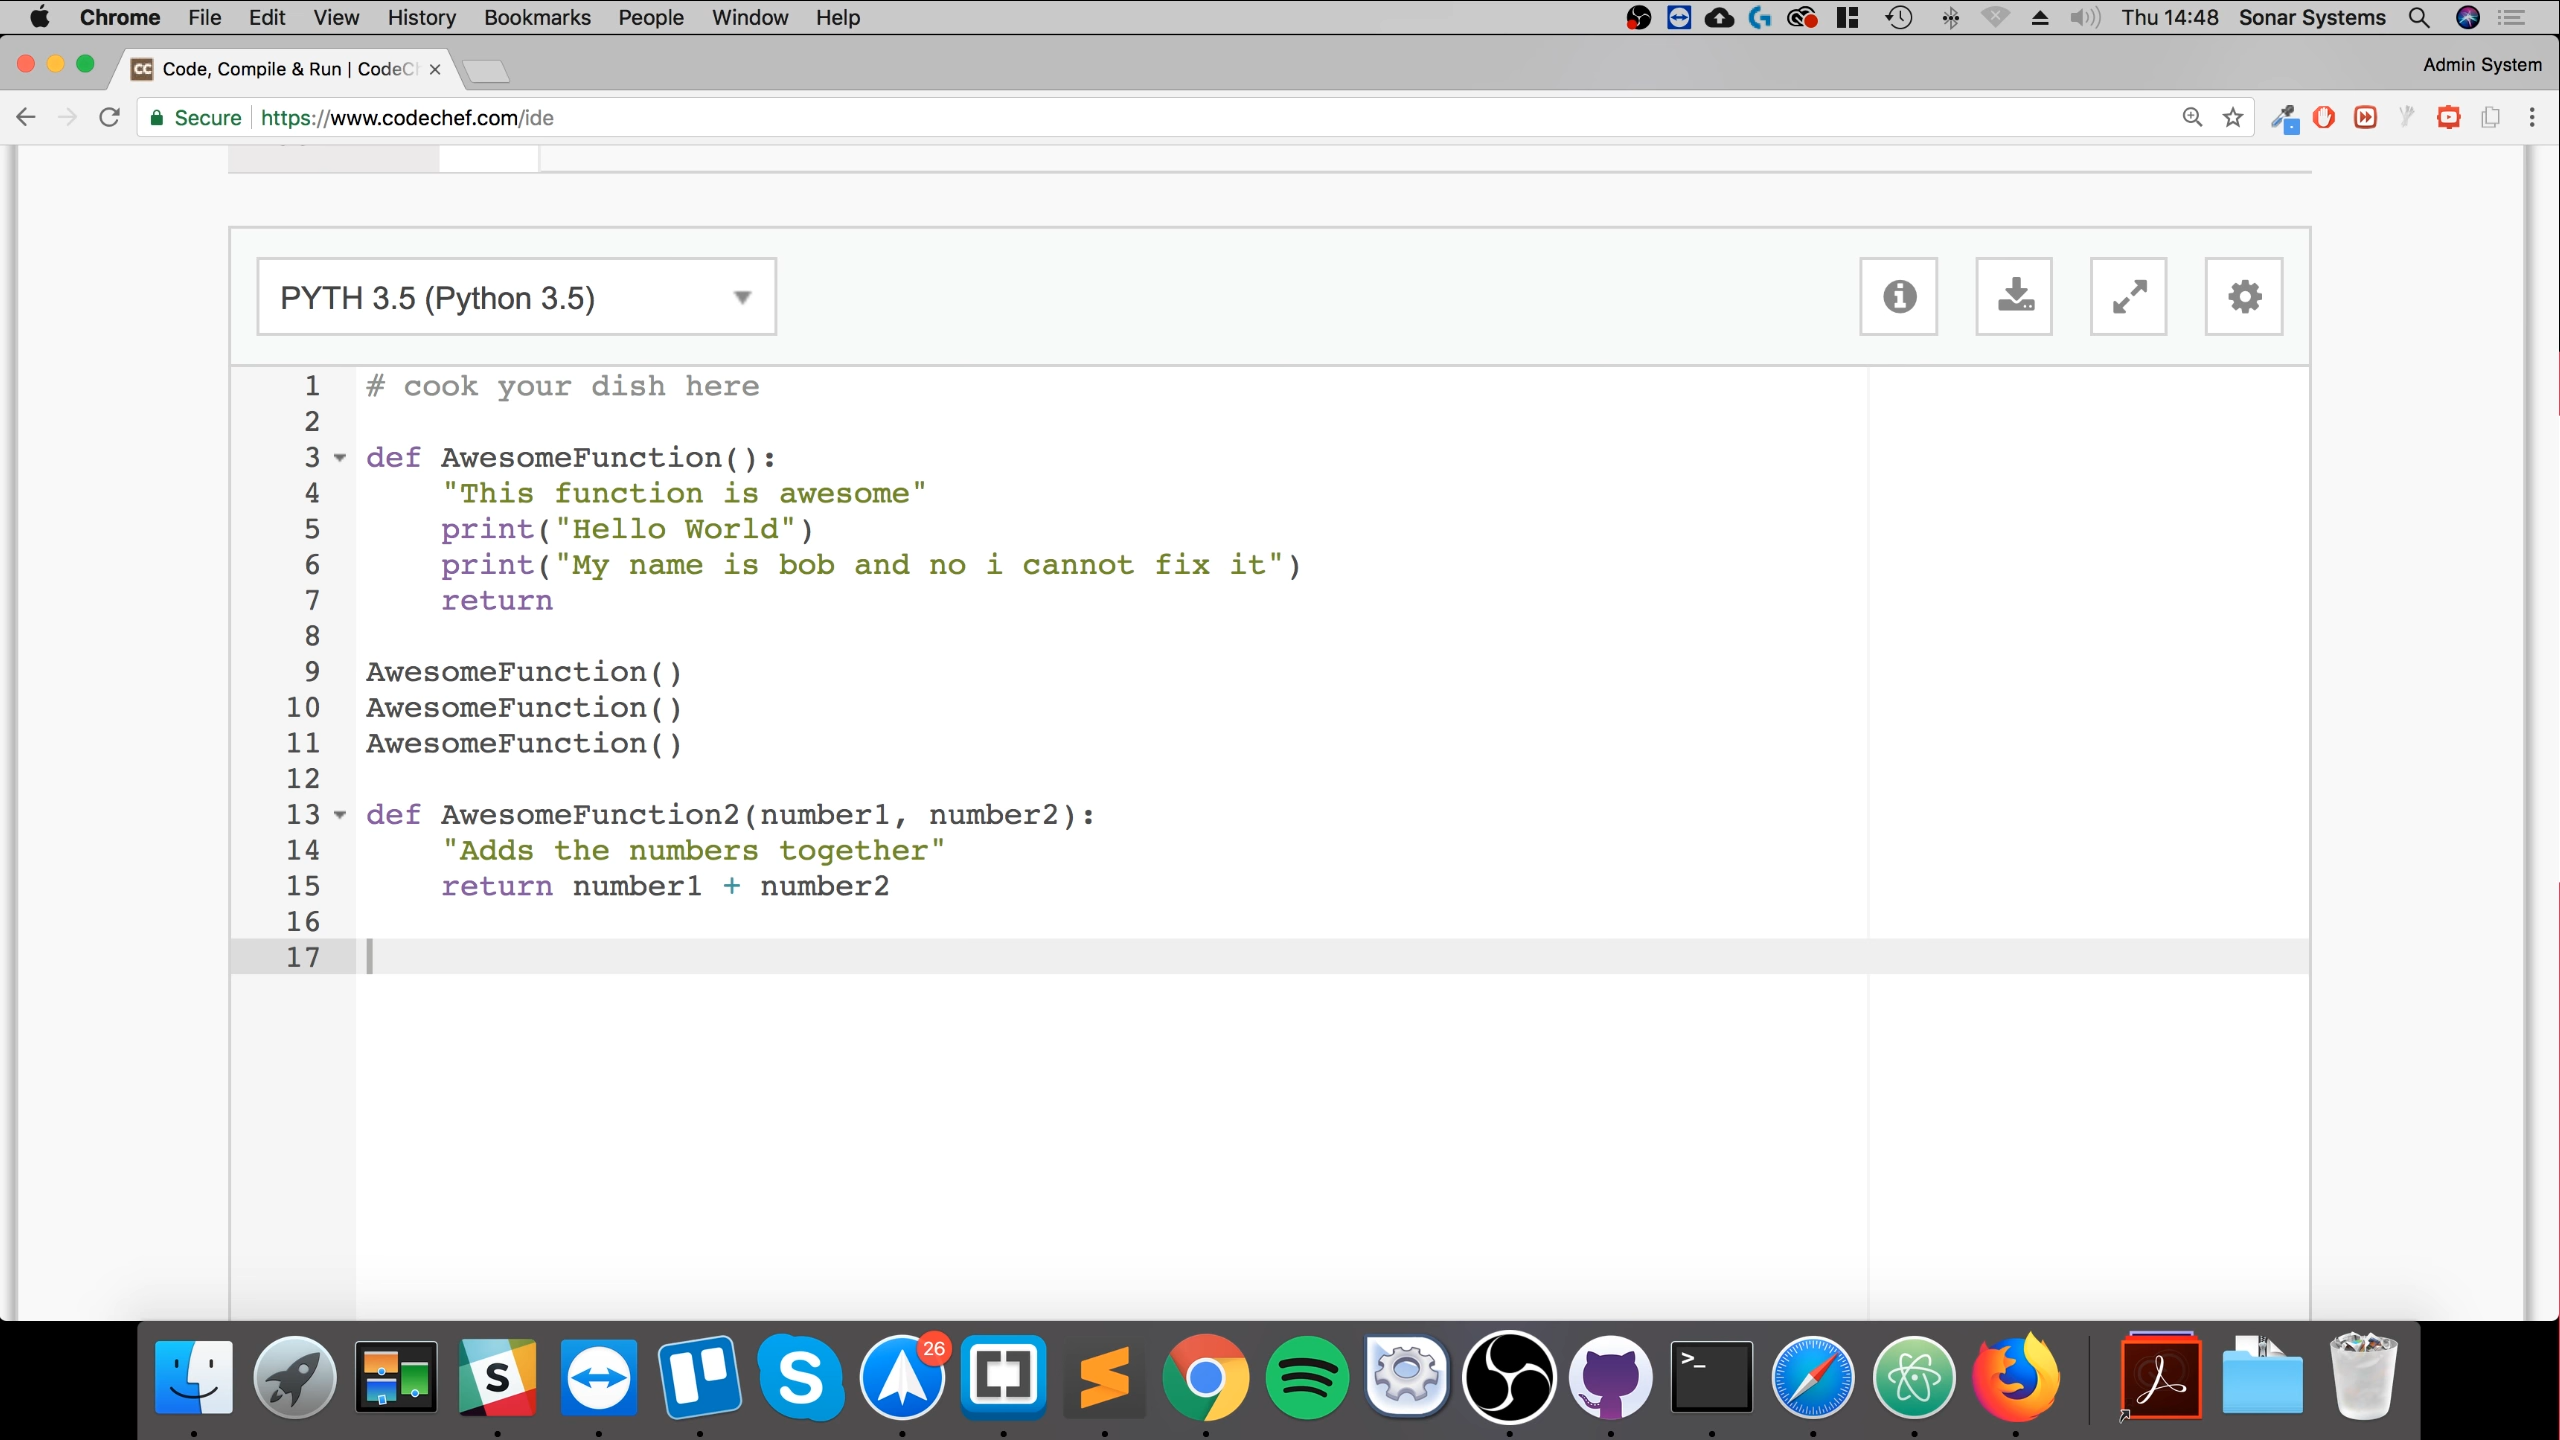 Chrome File Edit View History Bookmarks People Window Help Thu 14:48 Sonar Systems
CC Code, Compile & Run | CodeC Admin System
Secure https://www.codechef.com/ide
PYTH 3.5 (Python 3.5)
1 # cook your dish here
2
3 def AwesomeFunction():
4 "This function is awesome"
5 print("Hello World")
6 print("My name is bob and no i cannot fix it")
7 return
8
9 AwesomeFunction()
10 AwesomeFunction()
11 AwesomeFunction()
12
13 def AwesomeFunction2(number1, number2):
14 "Adds the numbers together"
15 return number1 + number2
16
17
S S 26 >_